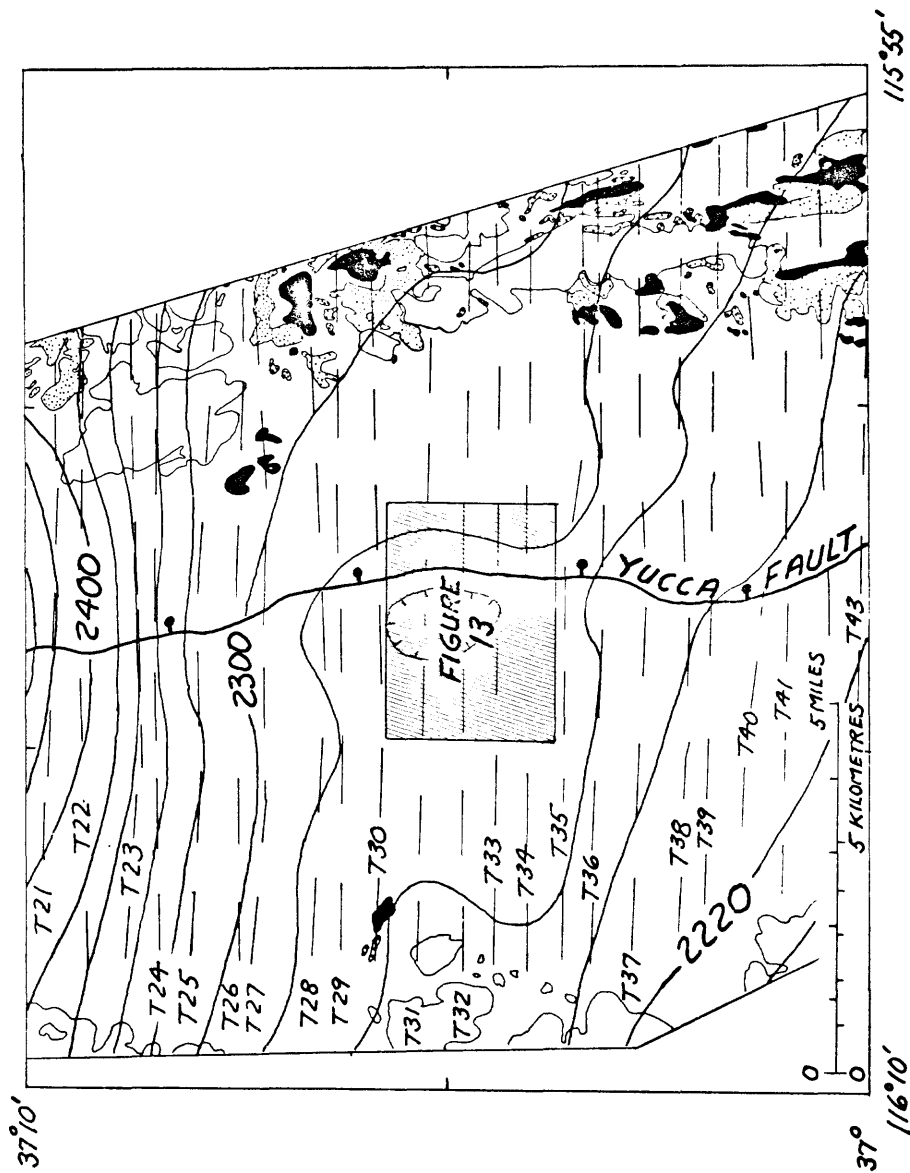 37°10'
T21
T22
2400
T23
T24
T25
T26
2300
T27
T28
T29
T30
T31
T32
T33
T34
FIGURE
13
T35
T36
YUCCA FAULT
T37
T38
T39
T40
T41
2220
T43
0 5 MILES
0 5 KILOMETRES
37°
116°10'
115°55'